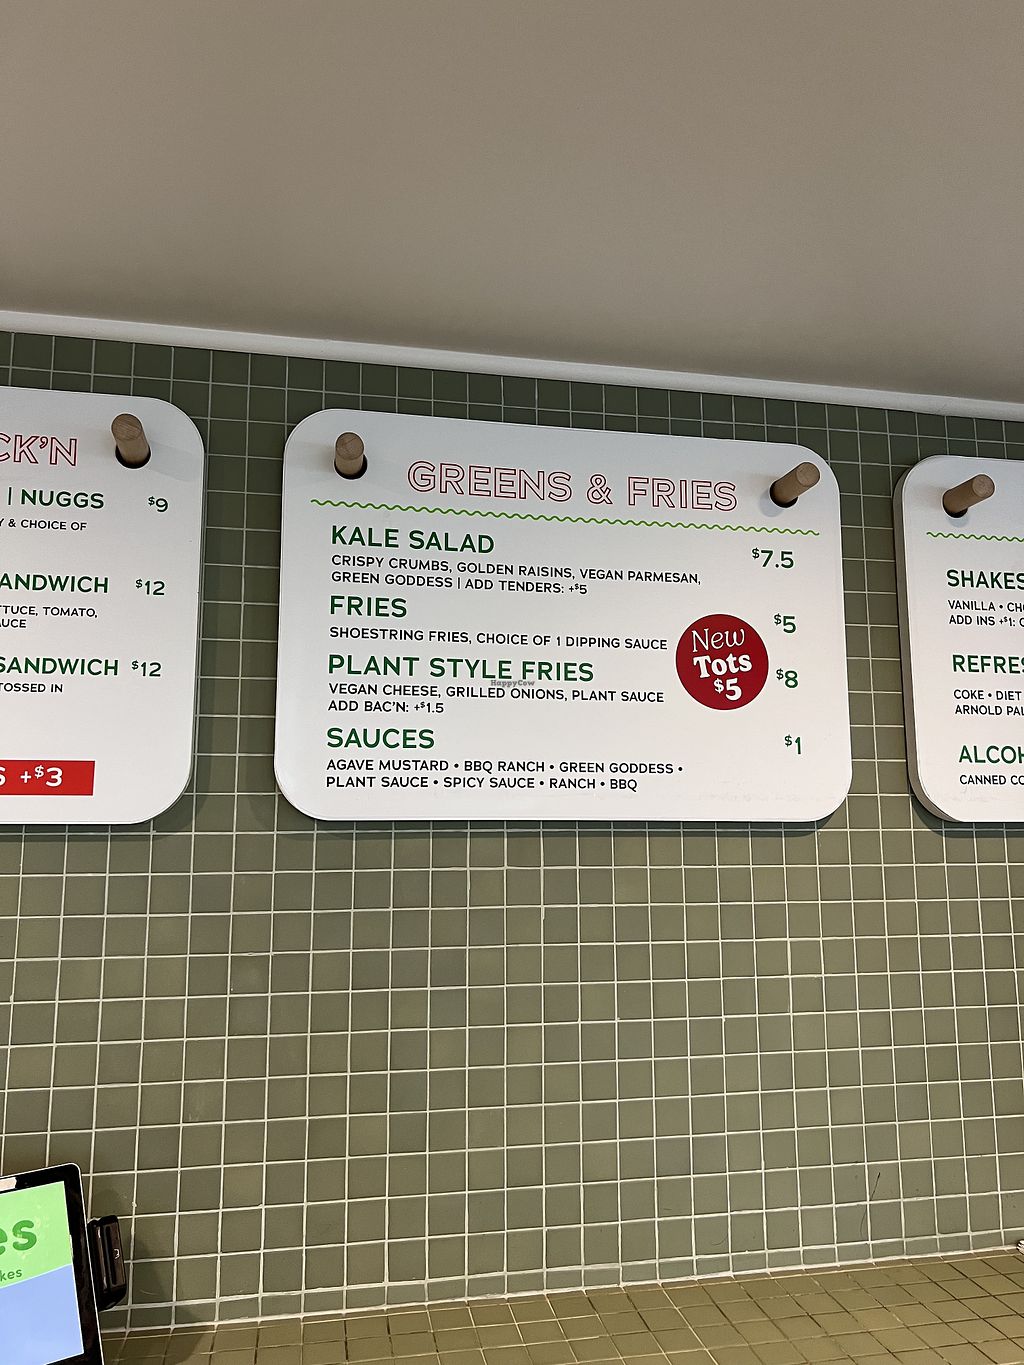 CK'N
| NUGGS $9
Y & CHOICE OF
ANDWICH $12
TTUCE, TOMATO,
AUCE
SANDWICH $12
TOSSED IN
S +$3
GREENS & FRIES
KALE SALAD $7.5
CRISPY CRUMBS, GOLDEN RAISINS, VEGAN PARMESAN,
GREEN GODDESS | ADD TENDERS: +$5
FRIES $5
SHOESTRING FRIES, CHOICE OF 1 DIPPING SAUCE
PLANT STYLE FRIES $8
VEGAN CHEESE, GRILLED ONIONS, PLANT SAUCE
ADD BAC'N: +$1.5
SAUCES $1
AGAVE MUSTARD • BBQ RANCH • GREEN GODDESS •
PLANT SAUCE • SPICY SAUCE • RANCH • BBQ
New
Tots
$5
HappyCow
SHAKES
VANILLA • CH
ADD INS +$1: C
REFRES
COKE • DIET
ARNOLD PAL
ALCOH
CANNED CO
es
kes